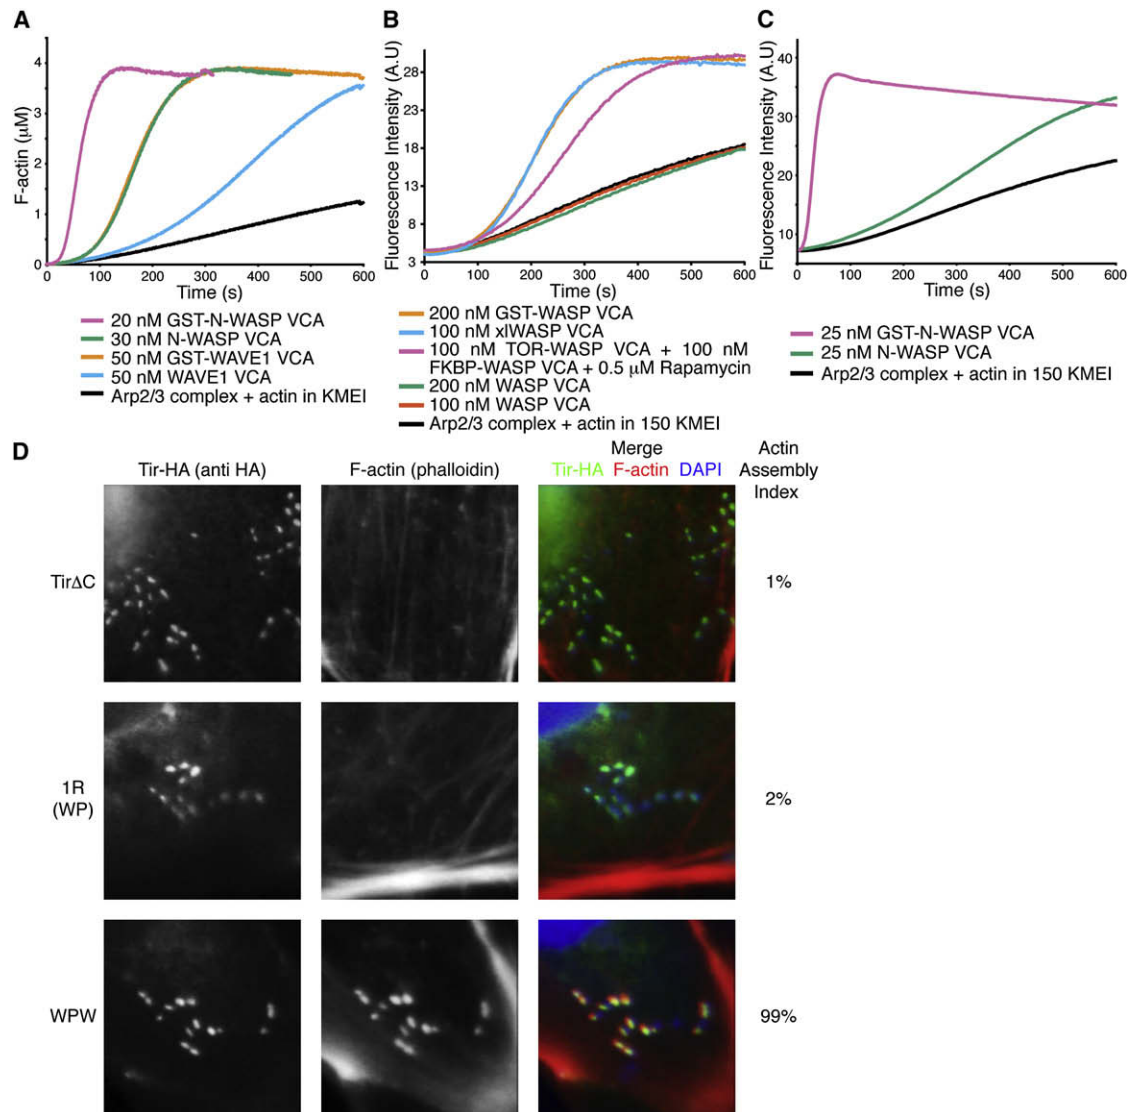 A
F-actin (μM)
4
3
2
1
0
0 100 200 300 400 500 600
Time (s)
20 nM GST-N-WASP VCA
30 nM N-WASP VCA
50 nM GST-WAVE1 VCA
50 nM WAVE1 VCA
Arp2/3 complex + actin in KMEI
B
Fluorescence Intensity (A.U)
28
23
18
13
8
3
0 100 200 300 400 500 600
Time (s)
200 nM GST-WASP VCA
100 nM xlWASP VCA
100 nM TOR-WASP VCA + 100 nM
FKBP-WASP VCA + 0.5 μM Rapamycin
200 nM WASP VCA
100 nM WASP VCA
Arp2/3 complex + actin in 150 KMEI
C
Fluorescence Intensity (A.U)
40
30
20
10
0 100 200 300 400 500 600
Time (s)
25 nM GST-N-WASP VCA
25 nM N-WASP VCA
Arp2/3 complex + actin in 150 KMEI
D
Tir-HA (anti HA)
F-actin (phalloidin)
Merge
Tir-HA F-actin DAPI
Actin
Assembly
Index
TirΔC
1%
1R
(WP)
2%
WPW
99%